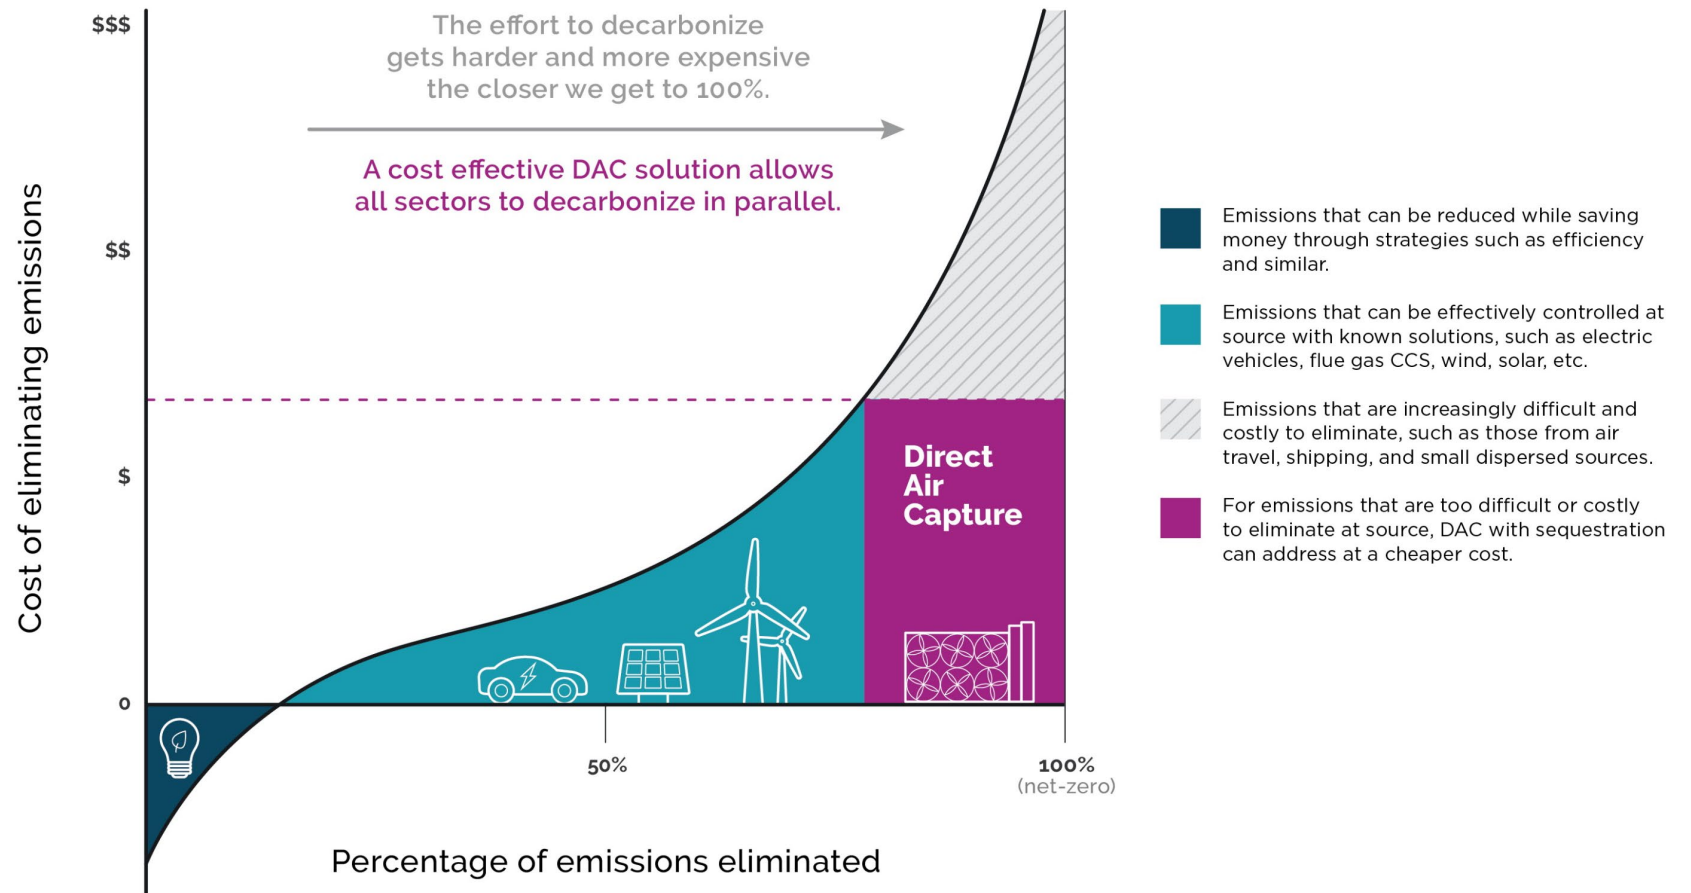 $$$
The effort to decarbonize
gets harder and more expensive
the closer we get to 100%.
A cost effective DAC solution allows
all sectors to decarbonize in parallel.
Cost of eliminating emissions
$$
$
0
Direct
Air
Capture
50%
100%
(net-zero)
Percentage of emissions eliminated
Emissions that can be reduced while saving
money through strategies such as efficiency
and similar.
Emissions that can be effectively controlled at
source with known solutions, such as electric
vehicles, flue gas CCS, wind, solar, etc.
Emissions that are increasingly difficult and
costly to eliminate, such as those from air
travel, shipping, and small dispersed sources.
For emissions that are too difficult or costly
to eliminate at source, DAC with sequestration
can address at a cheaper cost.